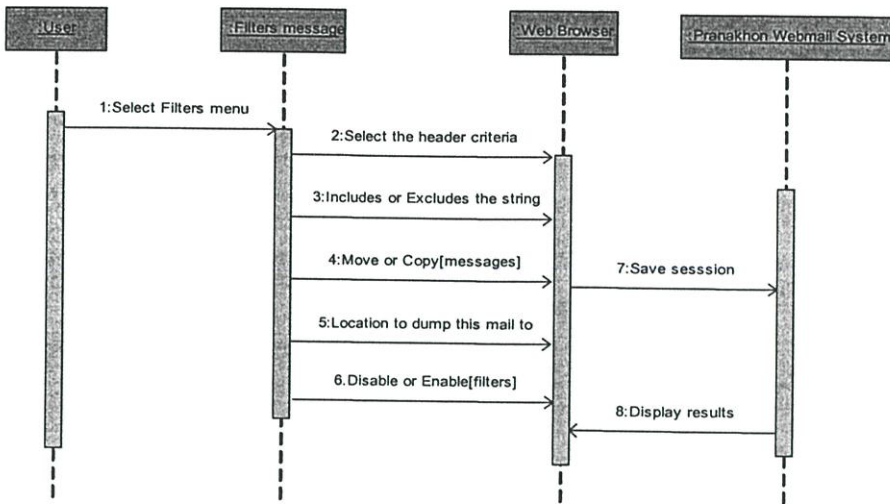 :User
:Filters message
:Web Browser
:Pranakhon Webmail System
1:Select Filters menu
2:Select the header criteria
3:Includes or Excludes the string
4:Move or Copy[messages]
7:Save sesssion
5:Location to dump this mail to
6.Disable or Enable[filters]
8:Display results